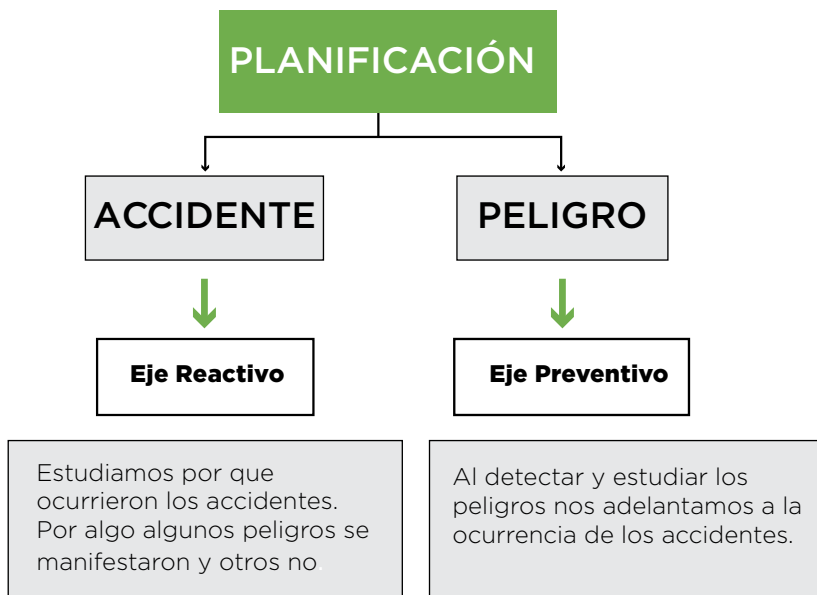 PLANIFICACIÓN
ACCIDENTE
PELIGRO
Eje Reactivo
Eje Preventivo
Estudiamos por que
ocurrieron los accidentes.
Por algo algunos peligros se
manifestaron y otros no
Al detectar y estudiar los
peligros nos adelantamos a la
ocurrencia de los accidentes.